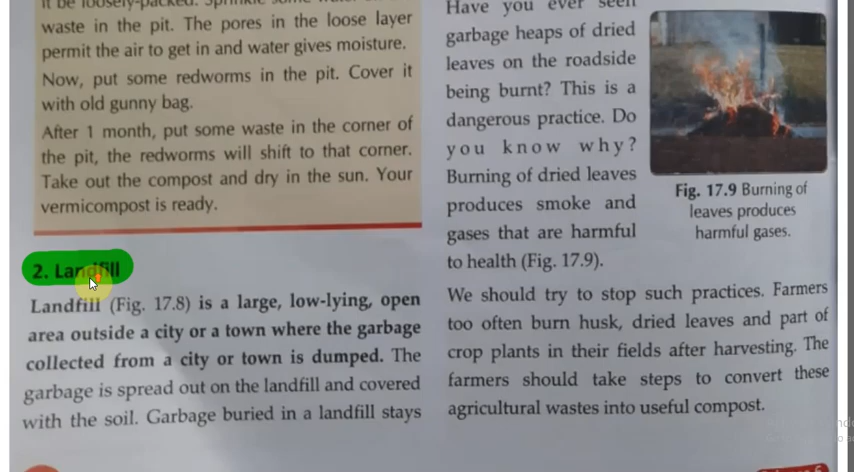 it be loosely-packed. Sprinkle some water on
waste in the pit. The pores in the loose layer
permit the air to get in and water gives moisture.
Now, put some redworms in the pit. Cover it
with old gunny bag.
After 1 month, put some waste in the corner of
the pit, the redworms will shift to that corner.
Take out the compost and dry in the sun. Your
vermicompost is ready.
2. Landfill
Landfill (Fig. 17.8) is a large, low-lying, open
area outside a city or a town where the garbage
collected from a city or town is dumped. The
garbage is spread out on the landfill and covered
with the soil. Garbage buried in a landfill stays
Have you ever seen
garbage heaps of dried
leaves on the roadside
being burnt? This is a
dangerous practice. Do
you know why?
Burning of dried leaves
produces smoke and
gases that are harmful
to health (Fig. 17.9).
Fig. 17.9 Burning of
leaves produces
harmful gases.
We should try to stop such practices. Farmers
too often burn husk, dried leaves and part of
crop plants in their fields after harvesting. The
farmers should take steps to convert these
agricultural wastes into useful compost.